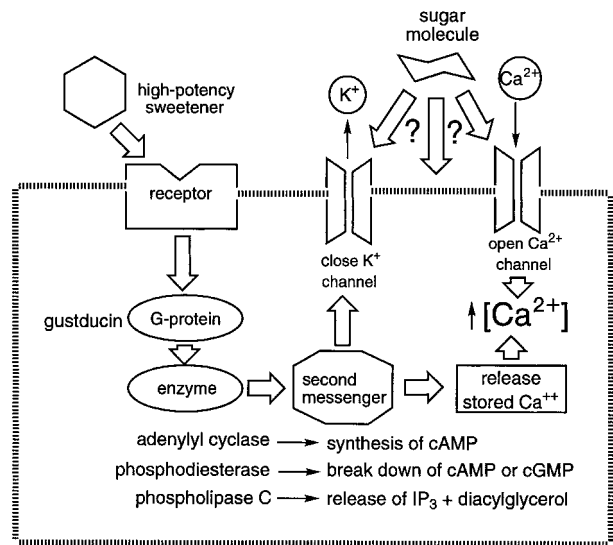 sugar
molecule
high-potency
sweetener
K⁺
Ca²⁺
?
?
receptor
close K⁺
channel
open Ca²⁺
channel
gustducin
G-protein
[Ca²⁺]
enzyme
second
messenger
release
stored Ca⁺⁺
adenylyl cyclase → synthesis of cAMP
phosphodiesterase → break down of cAMP or cGMP
phospholipase C → release of IP₃ + diacylglycerol